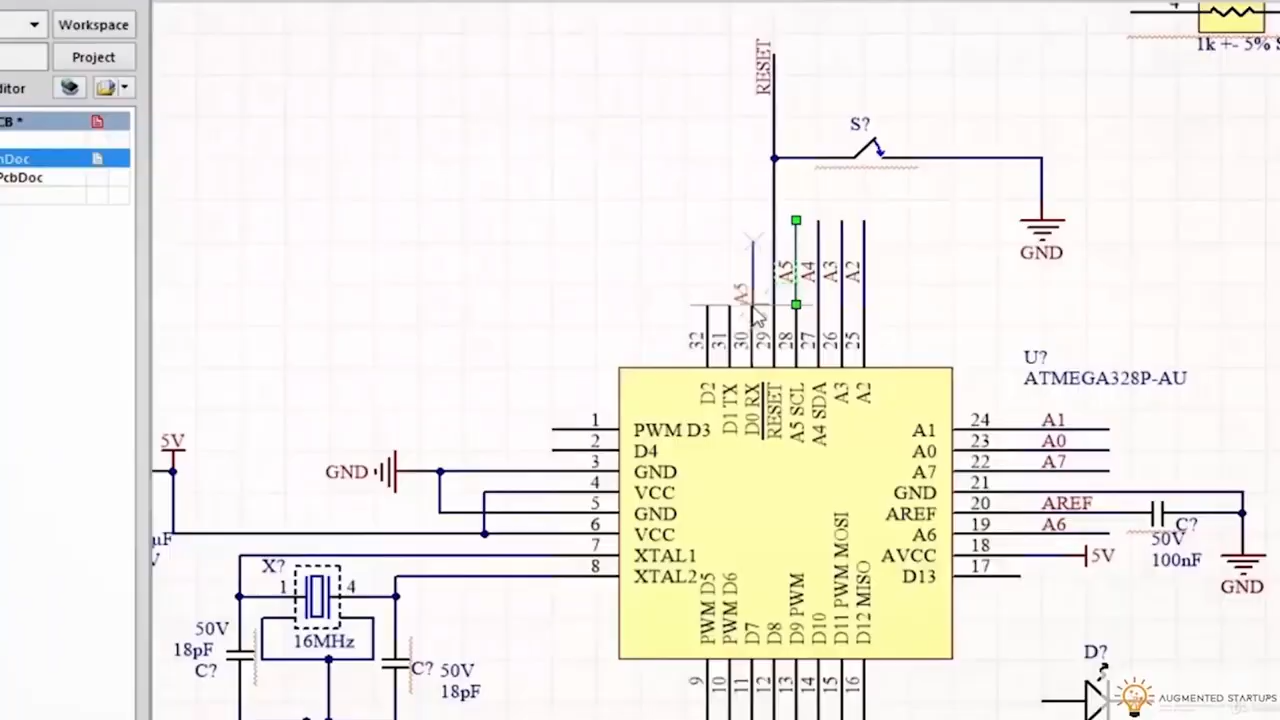 Workspace
Project
itor
CB *
nDoc
PcbDoc
4
1k +- 5%
RESET
S?
GND
A5
A5
A4
A3
A2
32
31
30
29
28
27
26
25
U?
ATMEGA328P-AU
D2
D1 TX
D0 RX
RESET
A5 SCL
A4 SDA
A3
A2
1
PWM D3
2
D4
3
GND
4
VCC
5
GND
6
VCC
7
XTAL1
8
XTAL2
A1
24
A1
A0
23
A0
A7
22
A7
GND
21
AREF
20
AREF
A6
19
A6
AVCC
18
5V
D13
17
C?
50V
100nF
GND
5V
GND
µF
V
X?
1
4
16MHz
50V
18pF
C?
C?
50V
18pF
PWM D5
PWM D6
D7
D8
D9 PWM
D10
D11 PWM MOSI
D12 MISO
9
10
11
12
13
14
15
16
D?
AUGMENTED STARTUPS